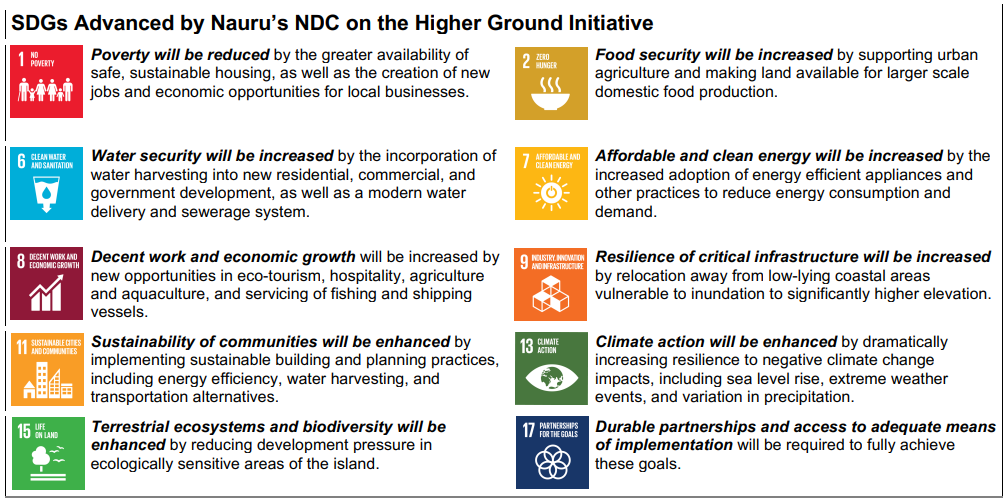 SDGs Advanced by Nauru's NDC on the Higher Ground Initiative
1 NO
POVERTY
Poverty will be reduced by the greater availability of
safe, sustainable housing, as well as the creation of new
jobs and economic opportunities for local businesses.
2 ZERO
HUNGER
Food security will be increased by supporting urban
agriculture and making land available for larger scale
domestic food production.
6 CLEAN WATER
AND SANITATION
Water security will be increased by the incorporation of
water harvesting into new residential, commercial, and
government development, as well as a modern water
delivery and sewerage system.
7 AFFORDABLE AND
CLEAN ENERGY
Affordable and clean energy will be increased by the
increased adoption of energy efficient appliances and
other practices to reduce energy consumption and
demand.
8 DECENT WORK AND
ECONOMIC GROWTH
Decent work and economic growth will be increased by
new opportunities in eco-tourism, hospitality, agriculture
and aquaculture, and servicing of fishing and shipping
vessels.
9 INDUSTRY, INNOVATION
AND INFRASTRUCTURE
Resilience of critical infrastructure will be increased
by relocation away from low-lying coastal areas
vulnerable to inundation to significantly higher elevation.
11 SUSTAINABLE CITIES
AND COMMUNITIES
Sustainability of communities will be enhanced by
implementing sustainable building and planning practices,
including energy efficiency, water harvesting, and
transportation alternatives.
13 CLIMATE
ACTION
Climate action will be enhanced by dramatically
increasing resilience to negative climate change
impacts, including sea level rise, extreme weather
events, and variation in precipitation.
15 LIFE
ON LAND
Terrestrial ecosystems and biodiversity will be
enhanced by reducing development pressure in
ecologically sensitive areas of the island.
17 PARTNERSHIPS
FOR THE GOALS
Durable partnerships and access to adequate means
of implementation will be required to fully achieve
these goals.